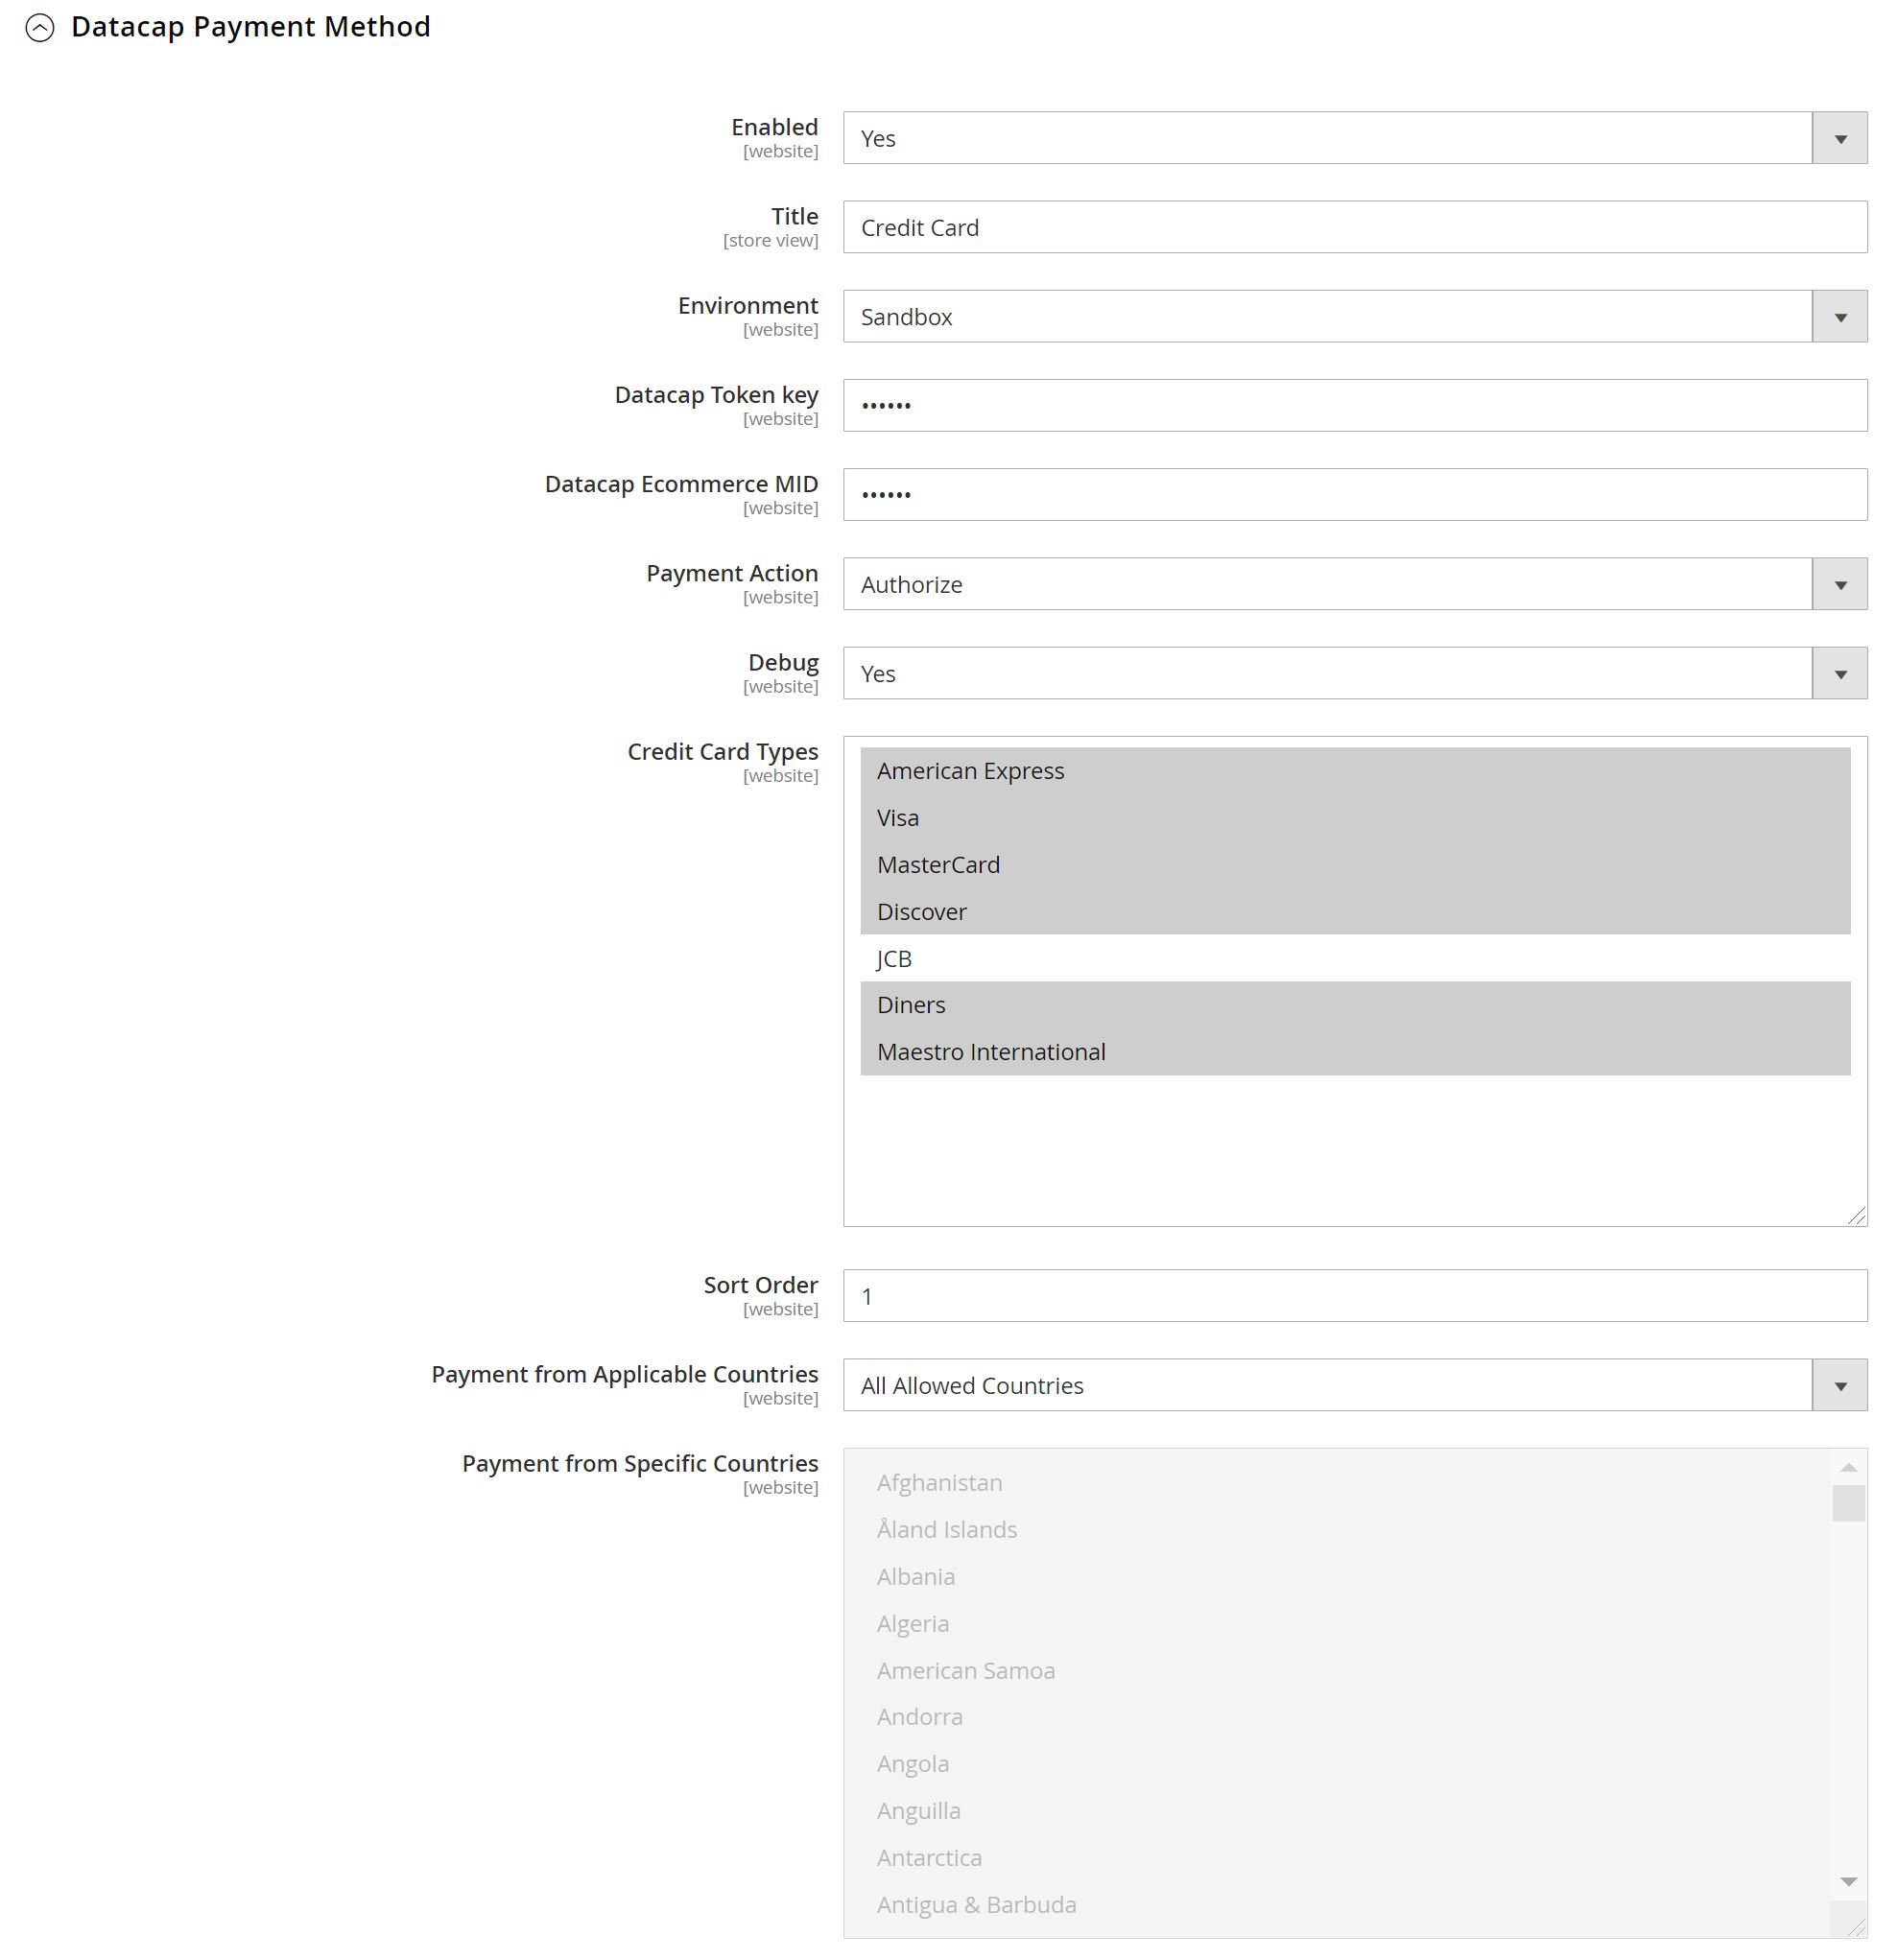 Datacap Payment Method
Enabled
[website]
Yes
Title
[store view]
Credit Card
Environment
[website]
Sandbox
Datacap Token key
[website]
••••••
Datacap Ecommerce MID
[website]
••••••
Payment Action
[website]
Authorize
Debug
[website]
Yes
Credit Card Types
[website]
American Express
Visa
MasterCard
Discover
JCB
Diners
Maestro International
Sort Order
[website]
1
Payment from Applicable Countries
[website]
All Allowed Countries
Payment from Specific Countries
[website]
Afghanistan
Åland Islands
Albania
Algeria
American Samoa
Andorra
Angola
Anguilla
Antarctica
Antigua & Barbuda